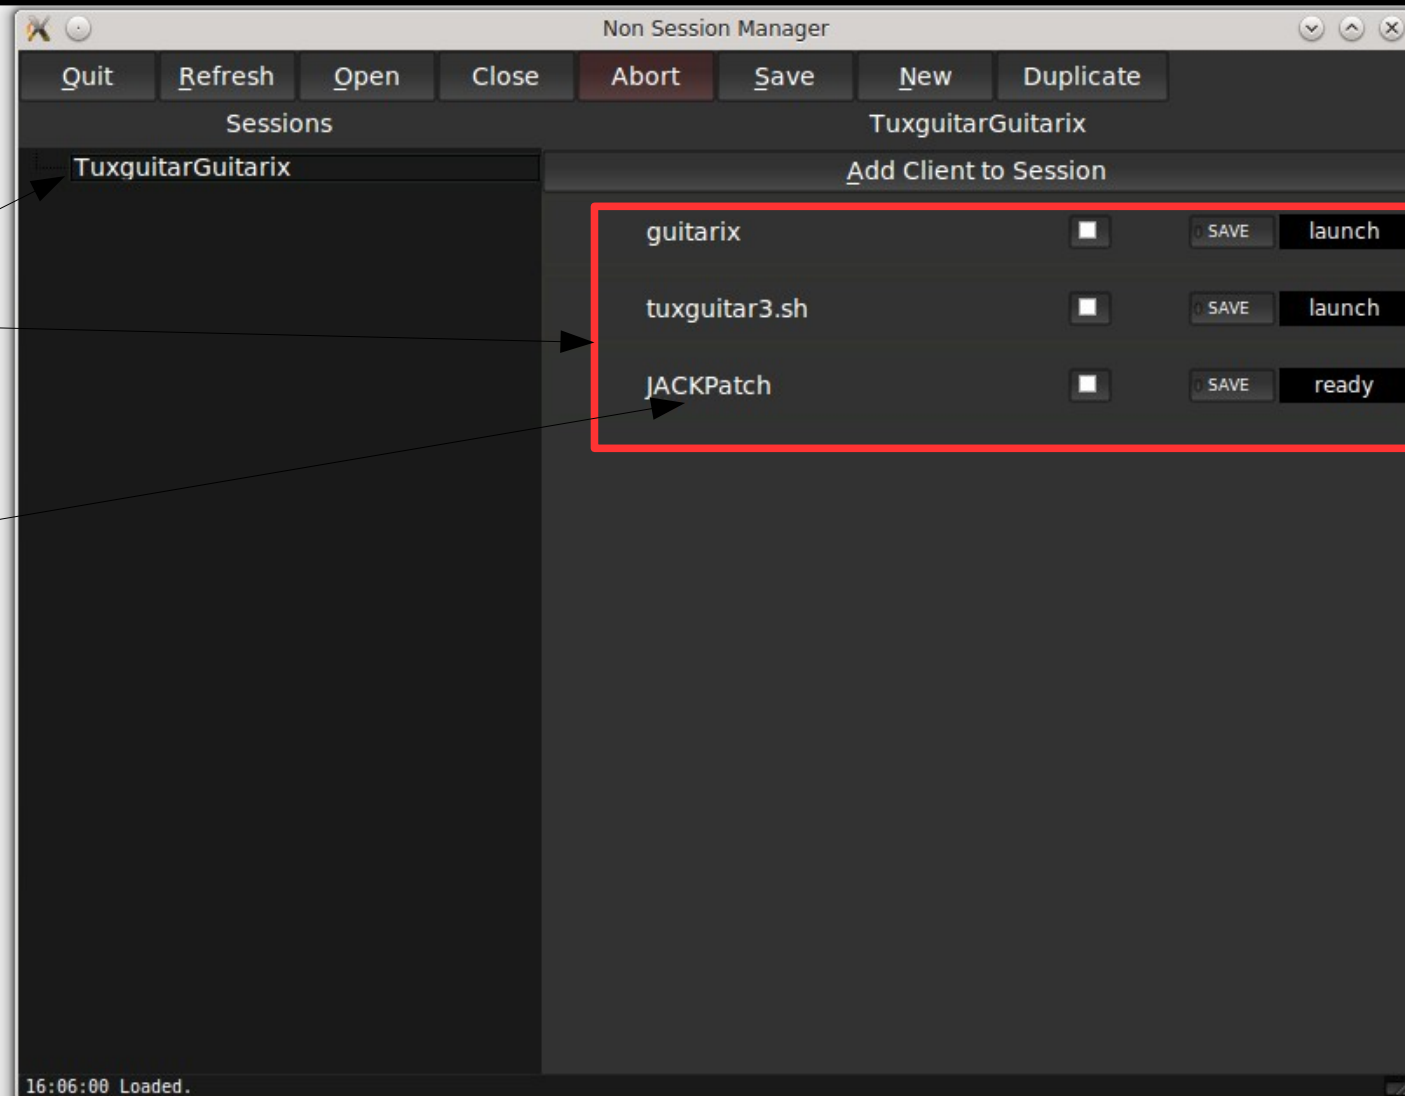 Non Session Manager
Quit Refresh Open Close Abort Save New Duplicate
Sessions TuxguitarGuitarix
TuxguitarGuitarix
Add Client to Session
guitarix SAVE launch
tuxguitar3.sh SAVE launch
JACKPatch SAVE ready
16:06:00 Loaded.